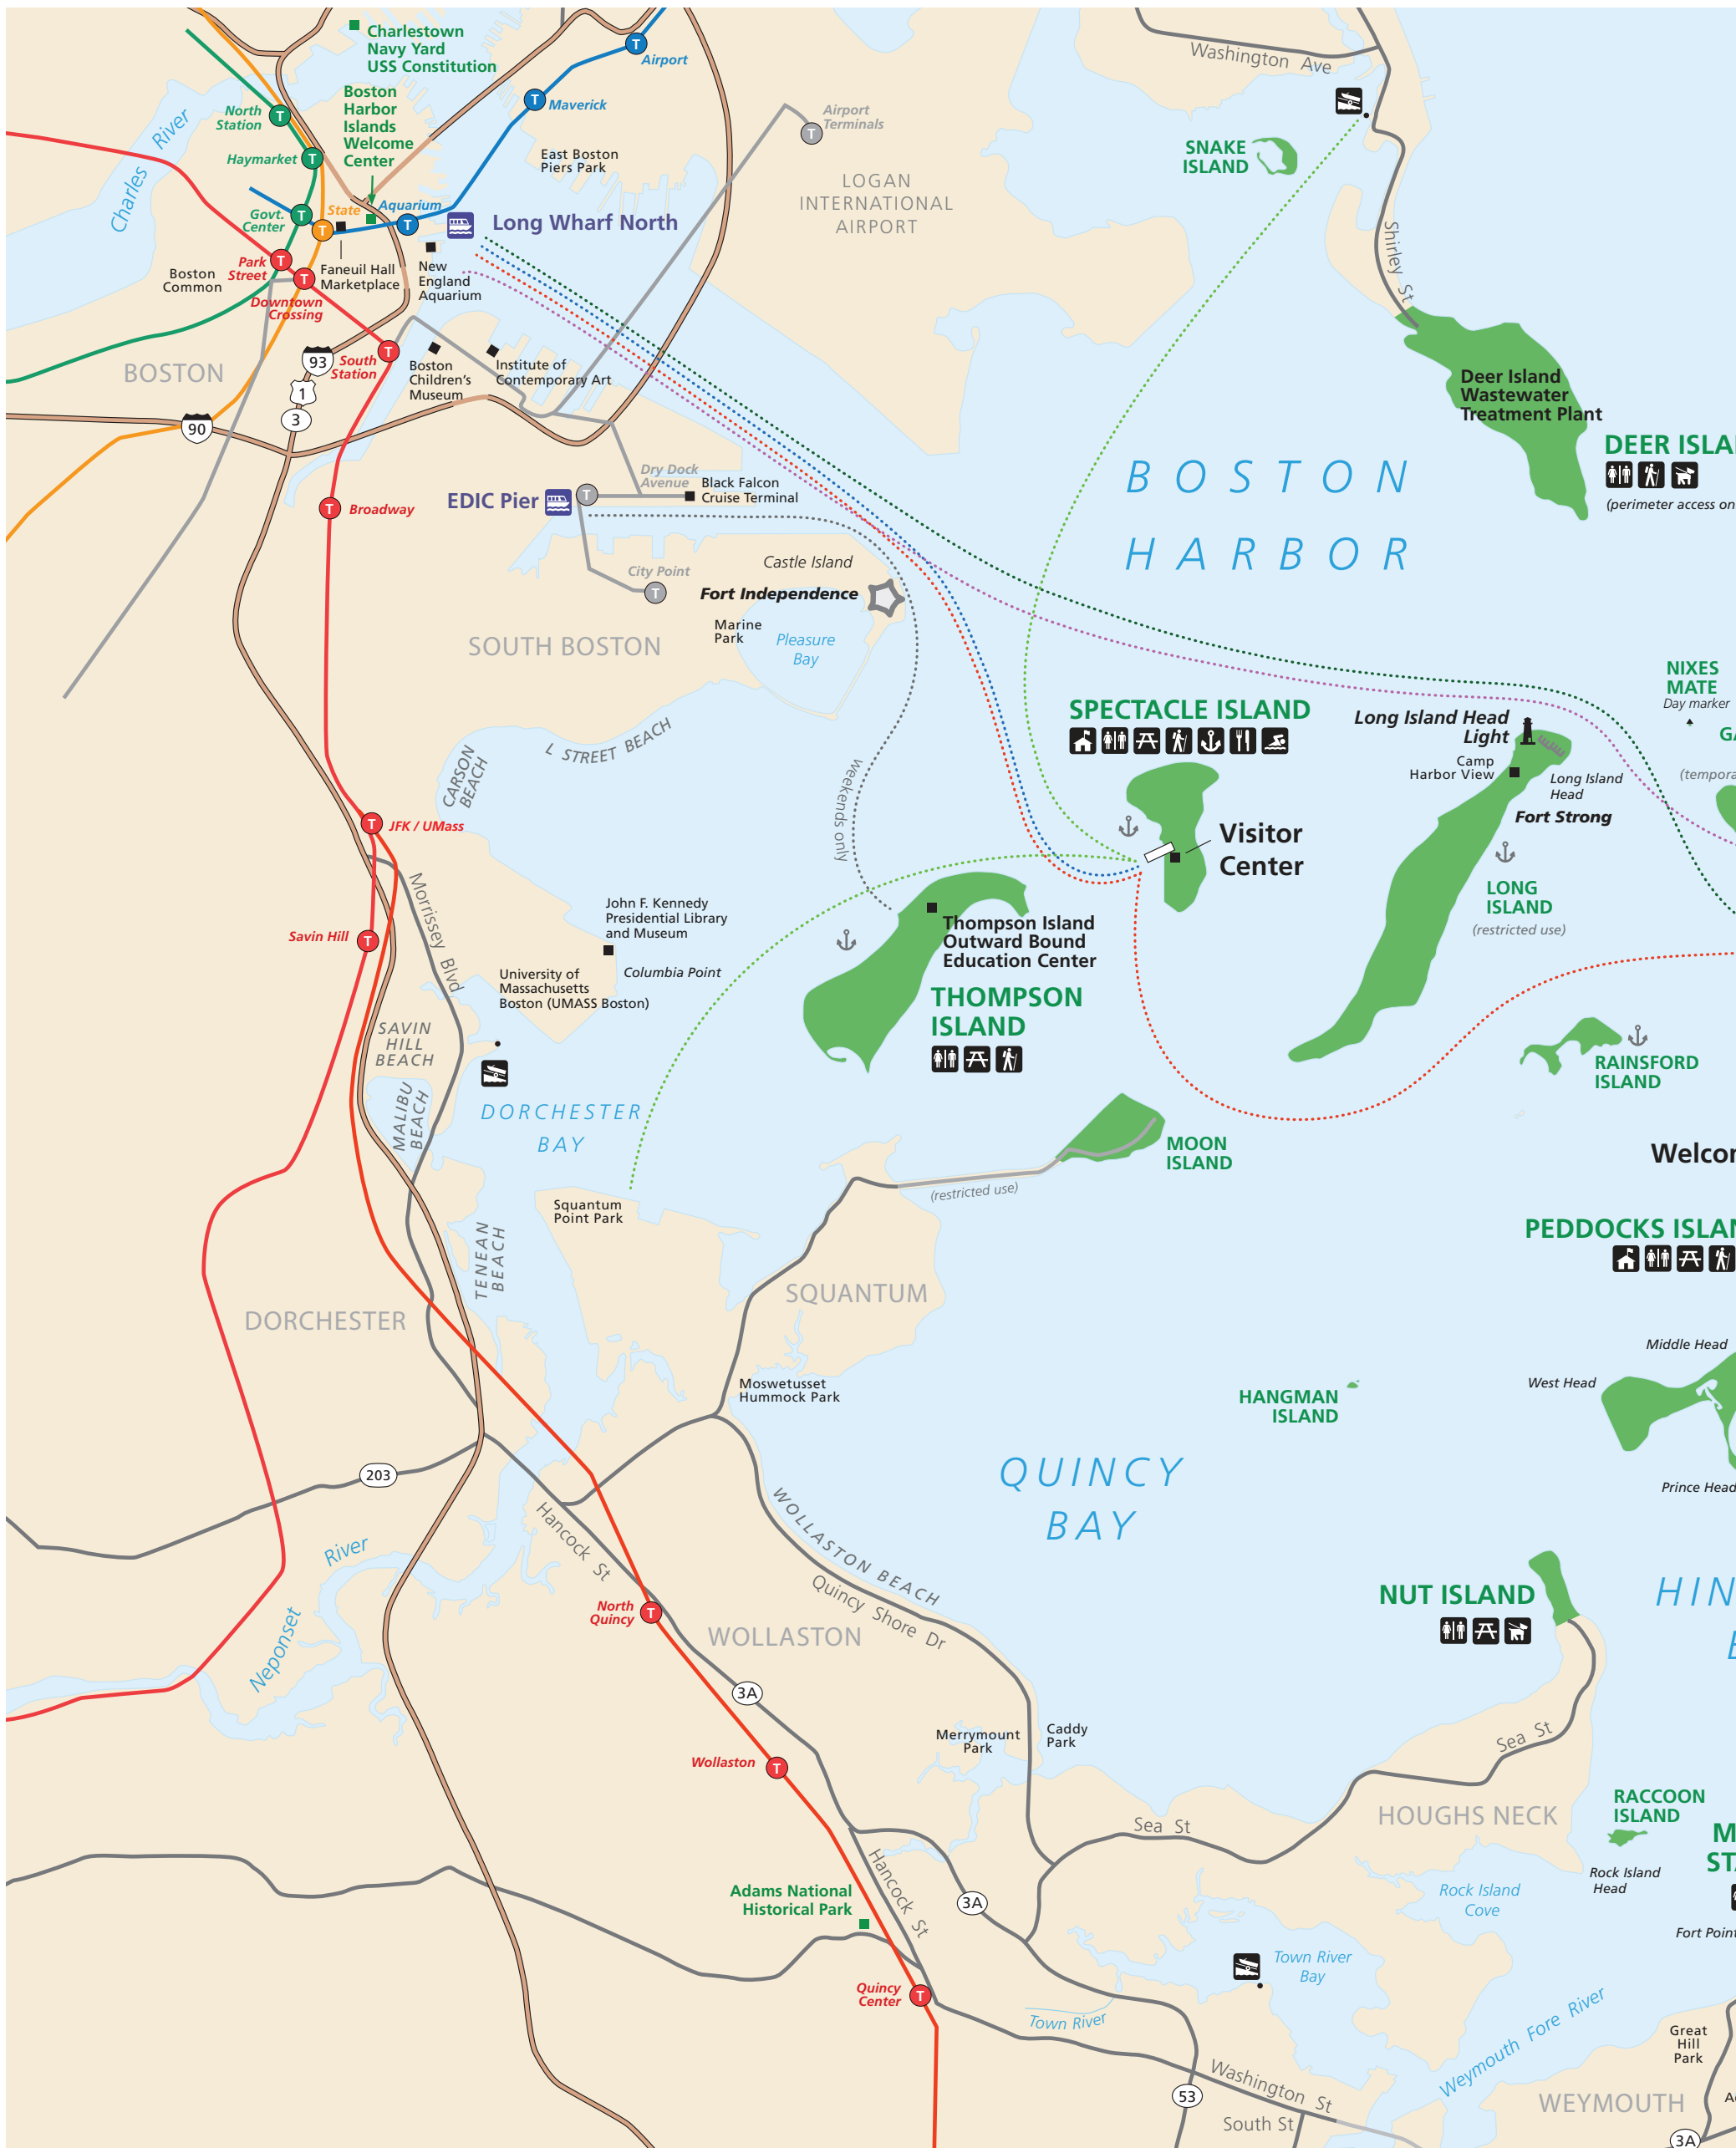 Charlestown
Navy Yard
USS Constitution
Boston
Harbor
Islands
Welcome
Center
North
Station
Haymarket
Govt.
Center
State
Aquarium
Park
Street
Downtown
Crossing
Boston
Common
Faneuil Hall
Marketplace
New
England
Aquarium
Charles River
T
T
T
T
T
T
T
T
T
T
Airport
Maverick
East Boston
Piers Park
Airport
Terminals
Long Wharf North
LOGAN
INTERNATIONAL
AIRPORT
Washington Ave
SNAKE
ISLAND
Shirley St
BOSTON
93
1
3
90
South
Station
T
Boston
Children's
Museum
Institute of
Contemporary Art
Deer Island
Wastewater
Treatment Plant
DEER ISLA
(perimeter access on
BOSTON
HARBOR
Dry Dock
Avenue
Black Falcon
Cruise Terminal
EDIC Pier
T
Broadway
T
City Point
T
Castle Island
Fort Independence
Marine
Park
Pleasure
Bay
SOUTH BOSTON
L STREET BEACH
CARSON
BEACH
weekends only
SPECTACLE ISLAND
Visitor
Center
Long Island Head
Light
Camp
Harbor View
Long Island
Head
Fort Strong
LONG
ISLAND
(restricted use)
NIXES
MATE
Day marker
GA
(tempora
JFK / UMass
T
Morrissey Blvd
Savin Hill
T
John F. Kennedy
Presidential Library
and Museum
Columbia Point
University of
Massachusetts
Boston (UMASS Boston)
Thompson Island
Outward Bound
Education Center
THOMPSON
ISLAND
SAVIN
HILL
BEACH
MALIBU
BEACH
DORCHESTER
BAY
RAINSFORD
ISLAND
MOON
ISLAND
(restricted use)
Welcor
PEDDOCKS ISLAN
Squantum
Point Park
TENEAN
BEACH
SQUANTUM
DORCHESTER
Moswetusset
Hummock Park
Middle Head
West Head
Prince Head
HANGMAN
ISLAND
QUINCY
BAY
203
Hancock St
WOLLASTON BEACH
Quincy Shore Dr
River
Neponset
North
Quincy
T
WOLLASTON
NUT ISLAND
HIN
3A
Merrymount
Park
Caddy
Park
Wollaston
T
Sea St
Sea St
HOUGHS NECK
RACCOON
ISLAND
M
STA
Rock Island
Head
Rock Island
Cove
Fort Point
Hancock St
Adams National
Historical Park
3A
Town River
Bay
Quincy
Center
T
Town River
Weymouth Fore River
Great
Hill
Park
Washington St
53
South St
WEYMOUTH
3A